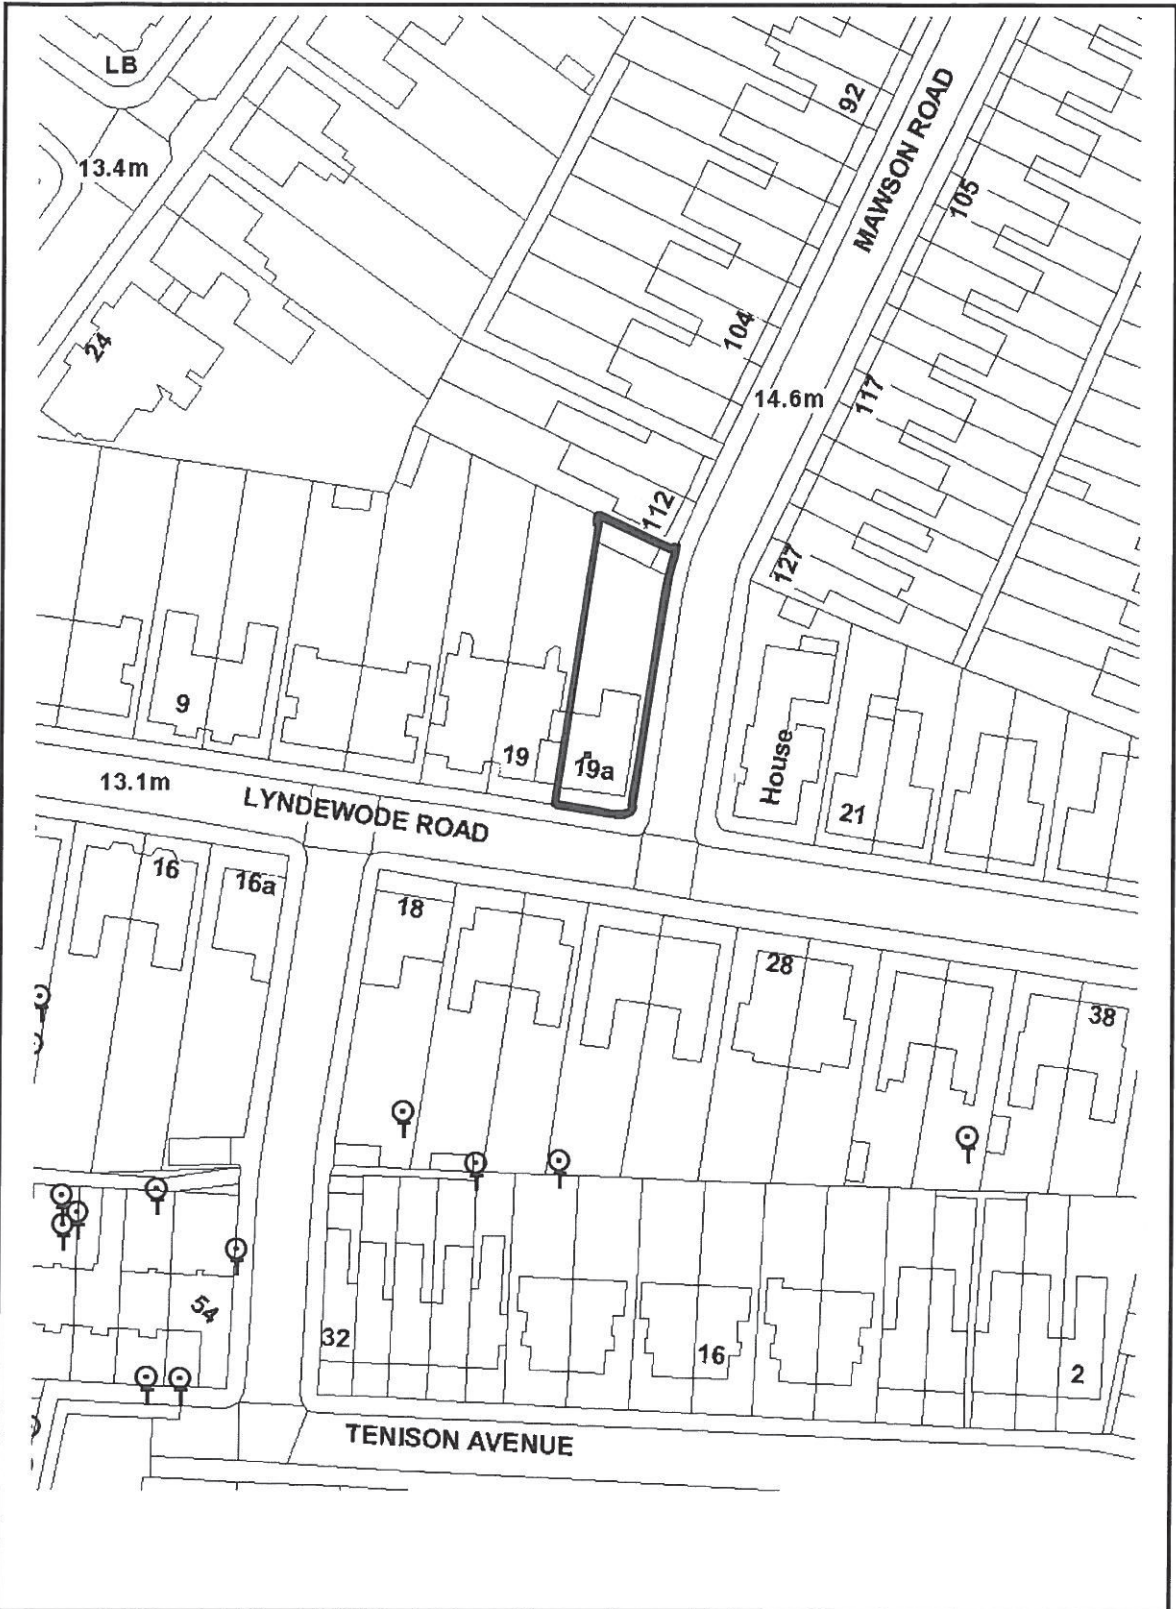 LB
92
MAWSON ROAD
13.4m
105
104
24
14.6m
117
112
127
9
19
19a
House
13.1m
LYNDEWODE ROAD
21
16
16a
18
28
38
54
32
16
2
TENISON AVENUE